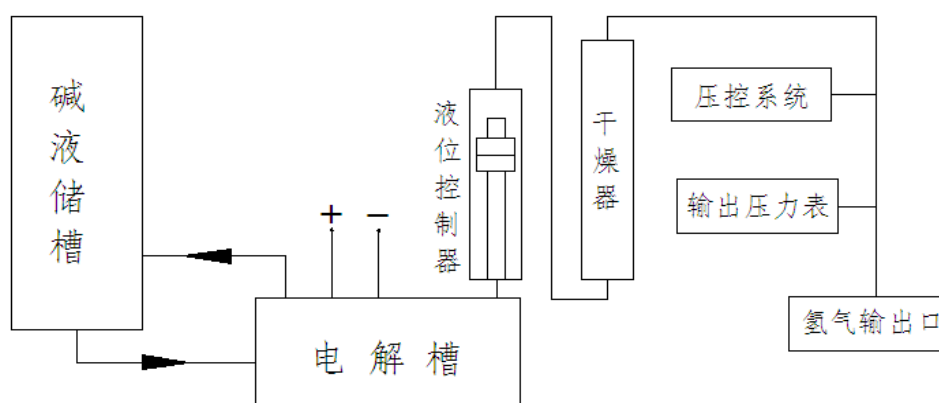 碱液储槽
液位控制器
干燥器
压控系统
输出压力表
+ −
氢气输出口
电解槽